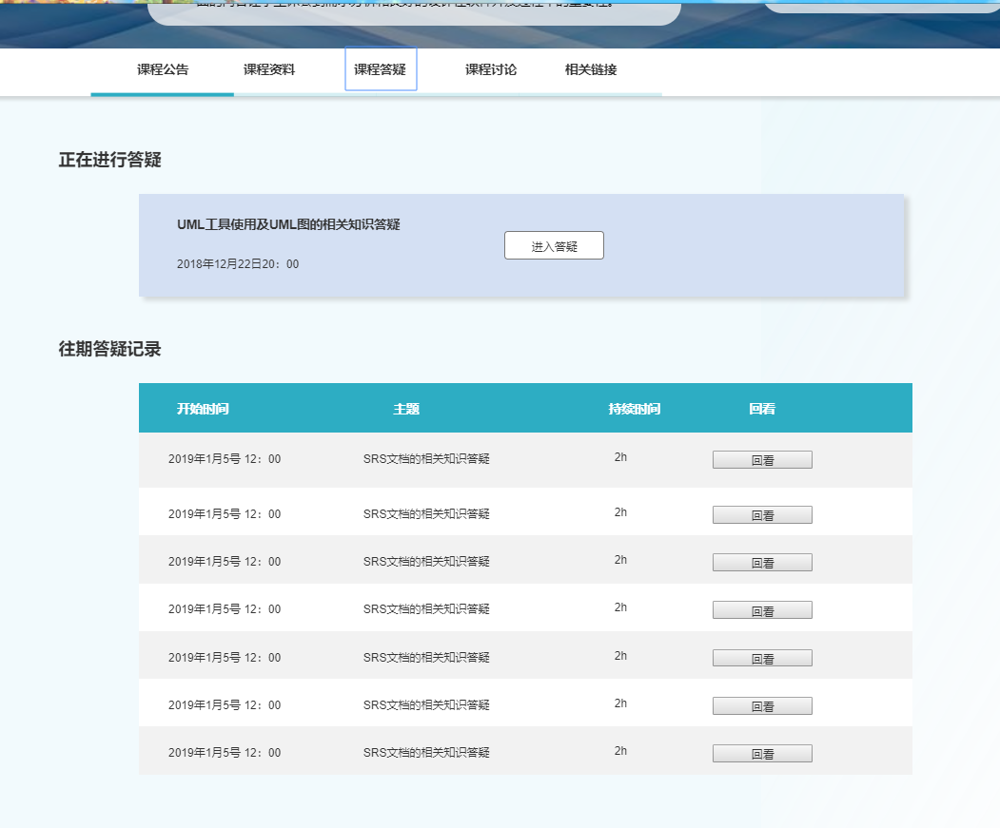 课程公告 课程资料 课程答疑 课程讨论 相关链接
正在进行答疑
UML工具使用及UML图的相关知识答疑
进入答疑
2018年12月22日20：00
往期答疑记录
开始时间 主题 持续时间 回看
2019年1月5号 12：00 SRS文档的相关知识答疑 2h 回看
2019年1月5号 12：00 SRS文档的相关知识答疑 2h 回看
2019年1月5号 12：00 SRS文档的相关知识答疑 2h 回看
2019年1月5号 12：00 SRS文档的相关知识答疑 2h 回看
2019年1月5号 12：00 SRS文档的相关知识答疑 2h 回看
2019年1月5号 12：00 SRS文档的相关知识答疑 2h 回看
2019年1月5号 12：00 SRS文档的相关知识答疑 2h 回看